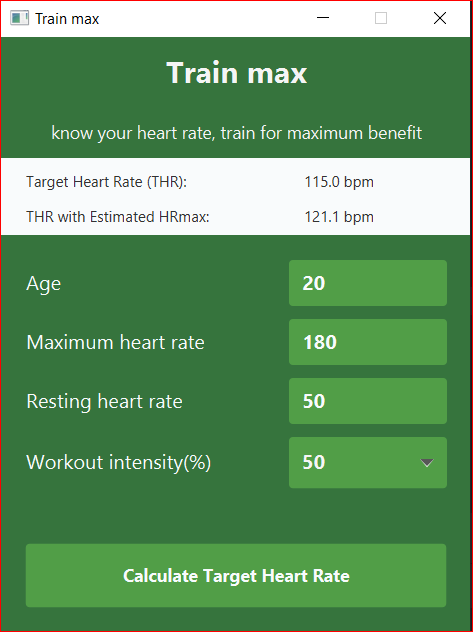 Train max
Train max
know your heart rate, train for maximum benefit
Target Heart Rate (THR): 115.0 bpm
THR with Estimated HRmax: 121.1 bpm
Age 20
Maximum heart rate 180
Resting heart rate 50
Workout intensity(%) 50
Calculate Target Heart Rate